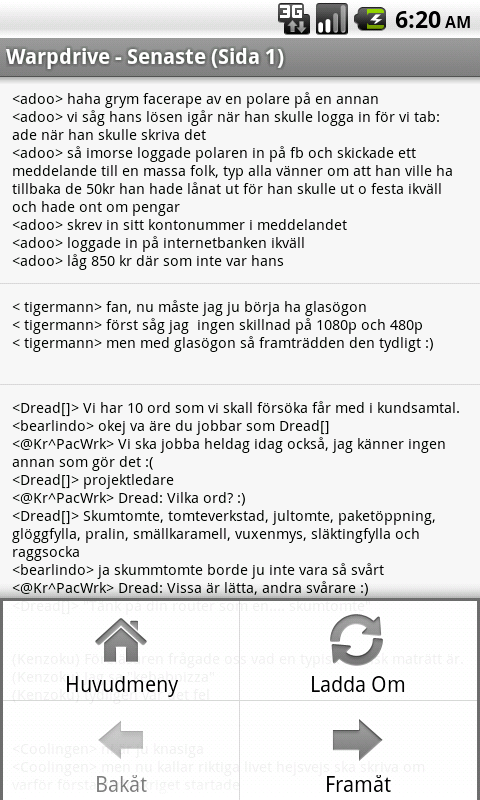 3G
6:20 AM
Warpdrive - Senaste (Sida 1)
<adoo> haha grym facerape av en polare på en annan
<adoo> vi såg hans lösen igår när han skulle logga in för vi tab:
ade när han skulle skriva det
<adoo> så imorse loggade polaren in på fb och skickade ett
meddelande till en massa folk, typ alla vänner om att han ville ha
tillbaka de 50kr han hade lånat ut för han skulle ut o festa ikväll
och hade ont om pengar
<adoo> skrev in sitt kontonummer i meddelandet
<adoo> loggade in på internetbanken ikväll
<adoo> låg 850 kr där som inte var hans
< tigermann> fan, nu måste jag ju börja ha glasögon
< tigermann> först såg jag  ingen skillnad på 1080p och 480p
< tigermann> men med glasögon så framträdden den tydligt :)
<Dread[]> Vi har 10 ord som vi skall försöka får med i kundsamtal.
<bearlindo> okej va äre du jobbar som Dread[]
<@Kr^PacWrk> Vi ska jobba heldag idag också, jag känner ingen
annan som gör det :(
<Dread[]> projektledare
<@Kr^PacWrk> Dread: Vilka ord? :)
<Dread[]> Skumtomte, tomteverkstad, jultomte, paketöppning,
glöggfylla, pralin, smällkaramell, vuxenmys, släktingfylla och
raggsocka
<bearlindo> ja skummtomte borde ju inte vara så svårt
<@Kr^PacWrk> Dread: Vissa är lätta, andra svårare :)
<Dread[]> "Tänk på din router som en.... skumtomte"
(Kenzoku) frågade oss vad en typisk maträtt är.
(Kenzoku)
(Kenzoku)
Huvudmeny
Ladda Om
<Coolingen> ju knasiga
<Coolingen> men nu kallar riktiga livet hejsvejs ska skriva om
varför
Bakåt
Framåt